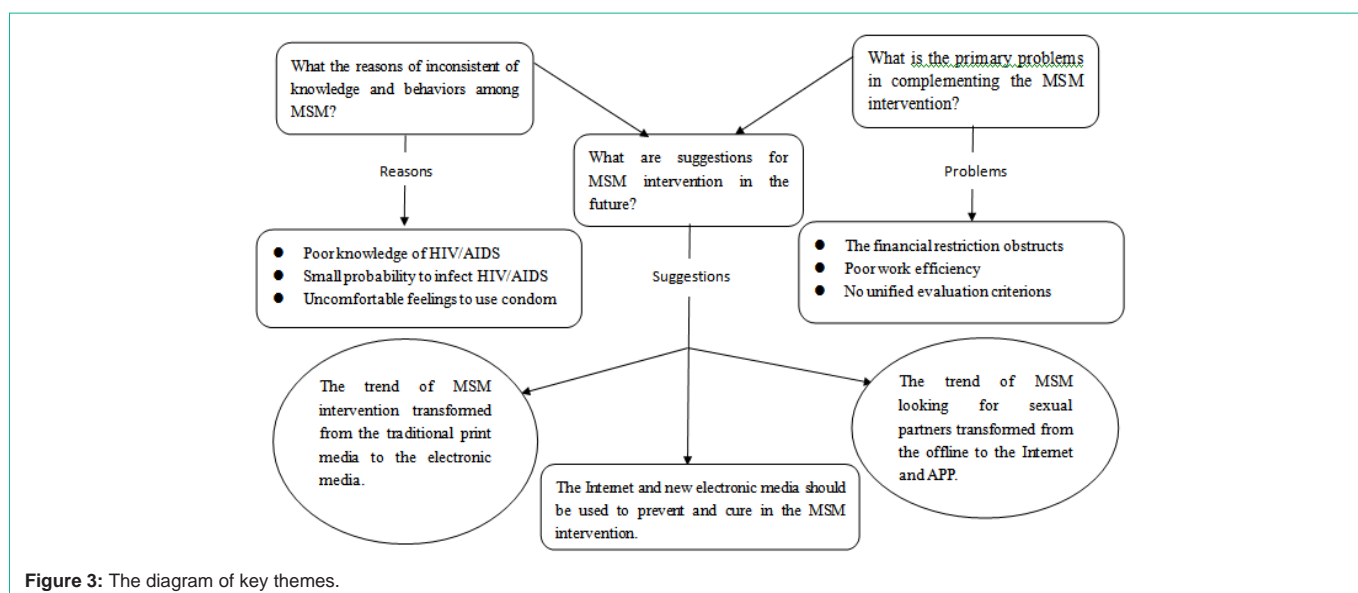 What the reasons of inconsistent of
knowledge and behaviors among
MSM?
What is the primary problems
in complementing the MSM
intervention?
What are suggestions for
MSM intervention in the
future?
Reasons
Problems
● Poor knowledge of HIV/AIDS
● Small probability to infect HIV/AIDS
● Uncomfortable feelings to use condom
Suggestions
● The financial restriction obstructs
● Poor work efficiency
● No unified evaluation criterions
The trend of MSM
intervention transformed
from the traditional print
media to the electronic
media.
The trend of MSM
looking for sexual
partners transformed from
the offline to the Internet
and APP.
The Internet and new electronic media should
be used to prevent and cure in the MSM
intervention.
Figure 3: The diagram of key themes.